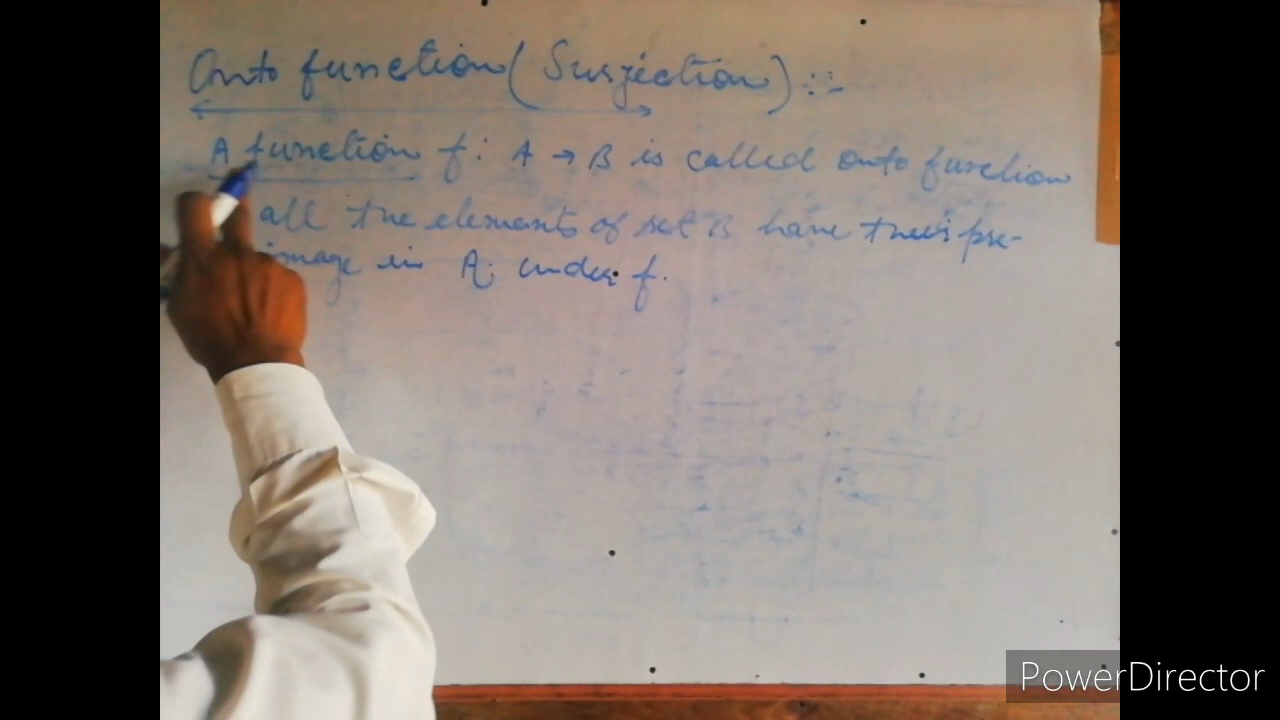 Onto function (Surjection) :-
A function f: A → B is called onto function
all the elements of set B have their pre-
image in A. under f.
PowerDirector